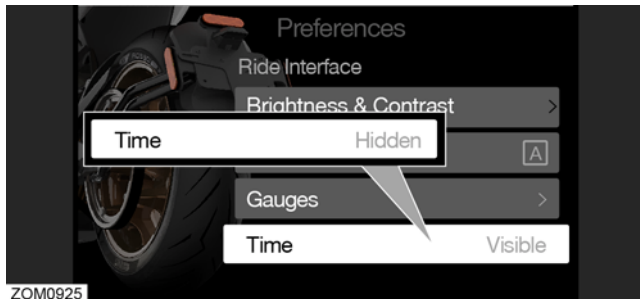 Preferences
Ride Interface
Brightness & Contrast >
Time Hidden
A
Gauges >
Time Visible
ZOM0925